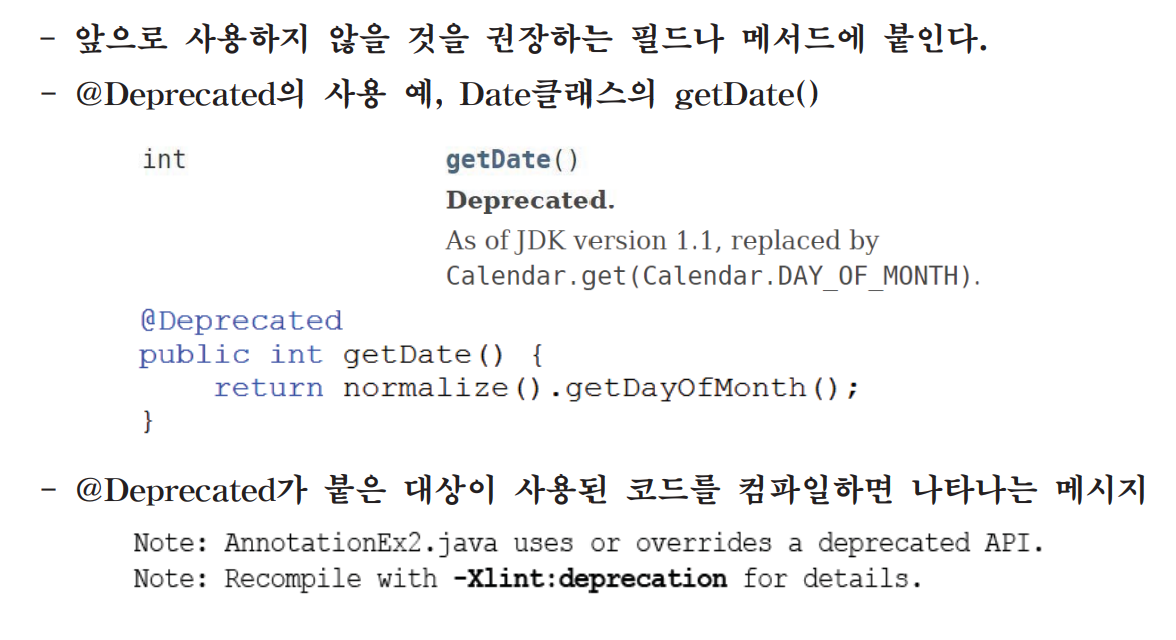 - 앞으로 사용하지 않을 것을 권장하는 필드나 메서드에 붙인다.
- @Deprecated의 사용 예, Date클래스의 getDate()
int getDate()
Deprecated.
As of JDK version 1.1, replaced by
Calendar.get(Calendar.DAY_OF_MONTH).
@Deprecated
public int getDate() {
    return normalize().getDayOfMonth();
}
- @Deprecated가 붙은 대상이 사용된 코드를 컴파일하면 나타나는 메시지
Note: AnnotationEx2.java uses or overrides a deprecated API.
Note: Recompile with -Xlint:deprecation for details.